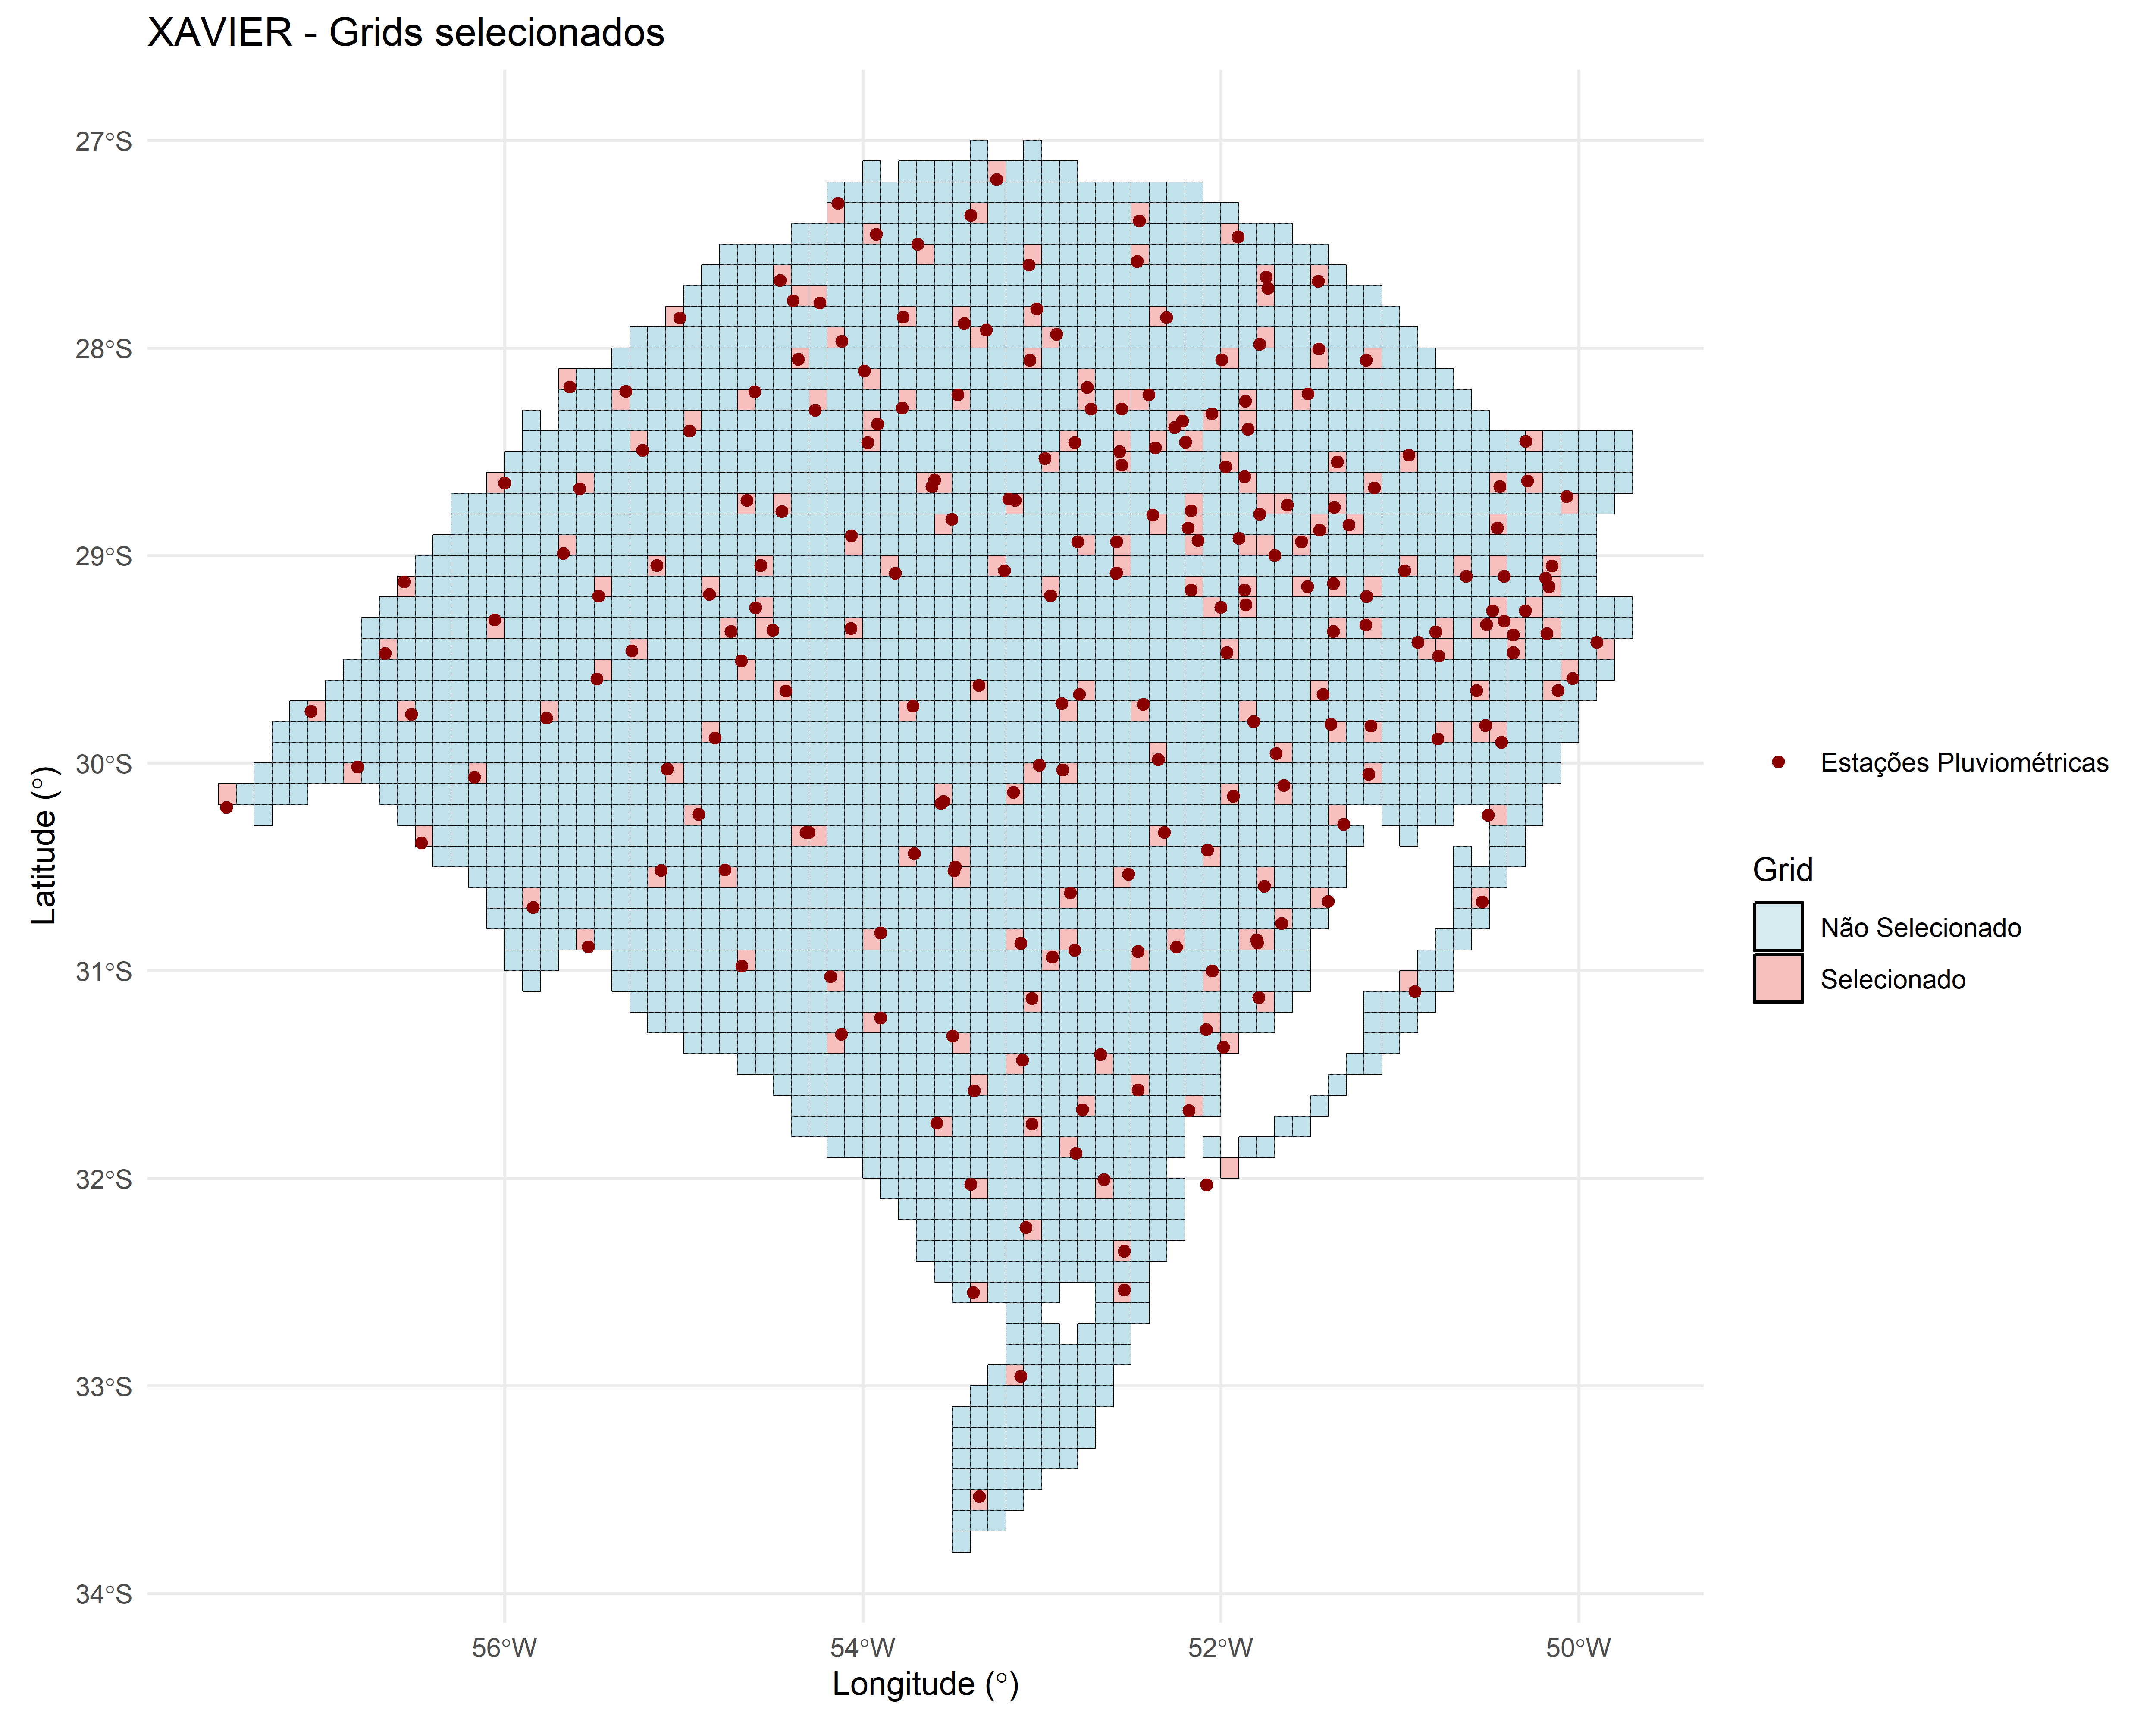 XAVIER - Grids selecionados
27°S
28°S
29°S
30°S
31°S
32°S
33°S
34°S
Latitude (°)
56°W
54°W
52°W
50°W
Longitude (°)
Estações Pluviométricas
Grid
Não Selecionado
Selecionado